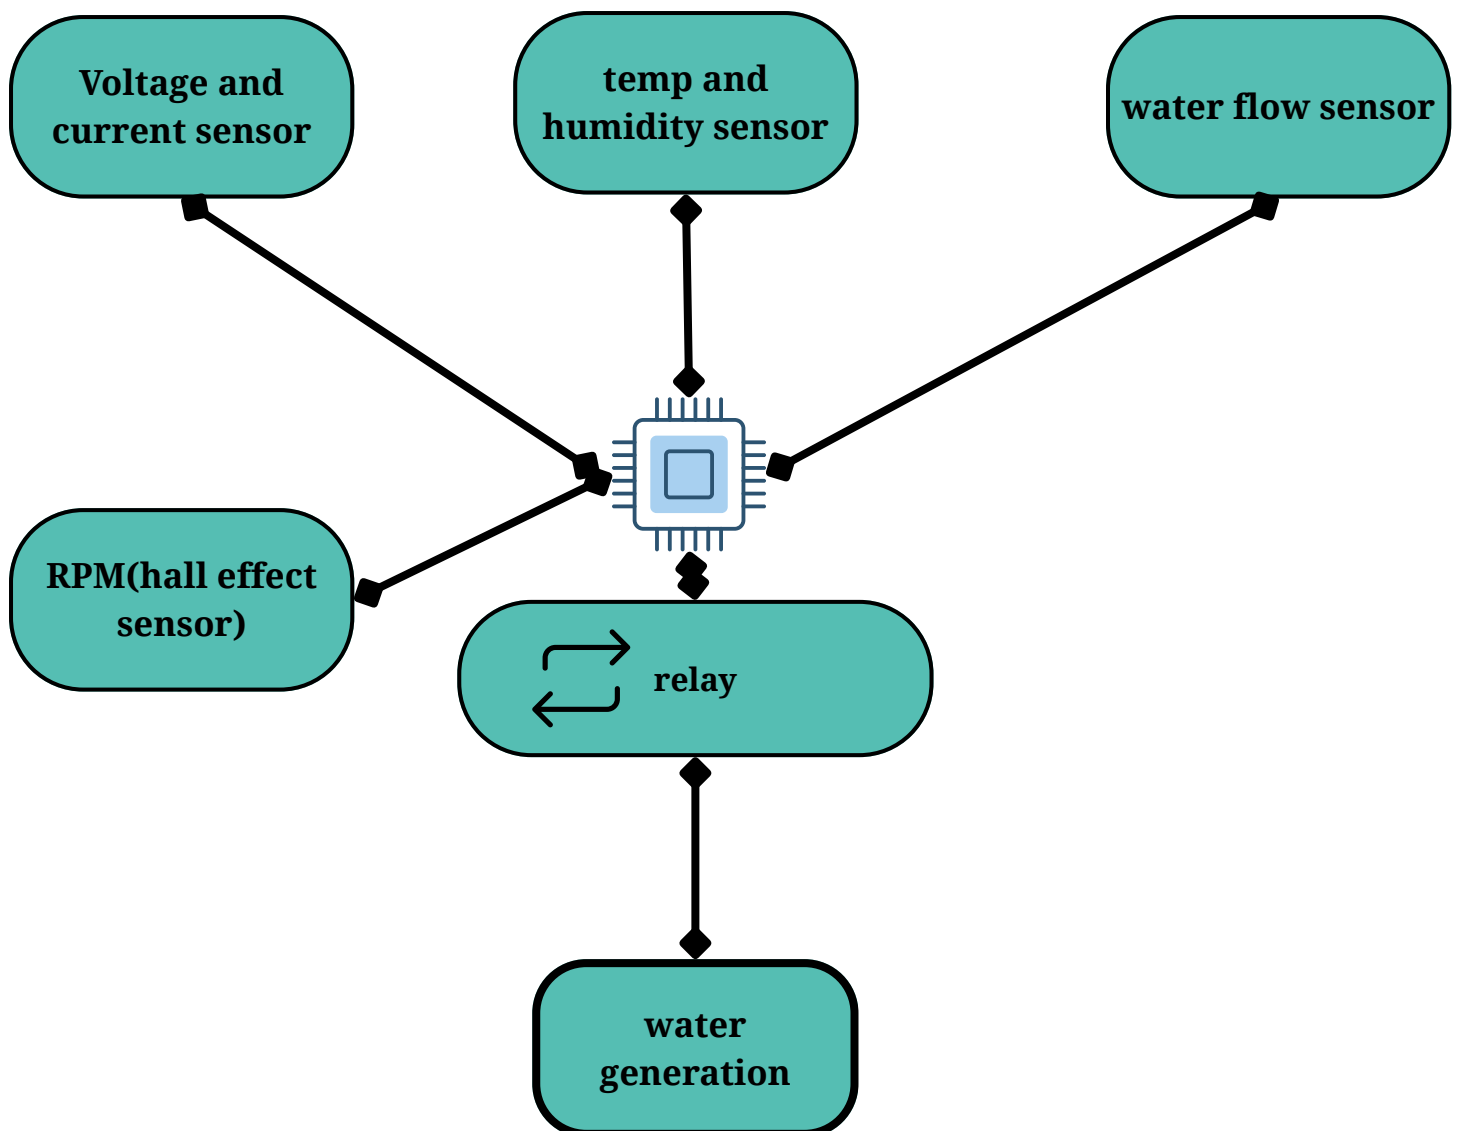 Voltage and
current sensor
temp and
humidity sensor
water flow sensor
RPM(hall effect
sensor)
relay
water
generation